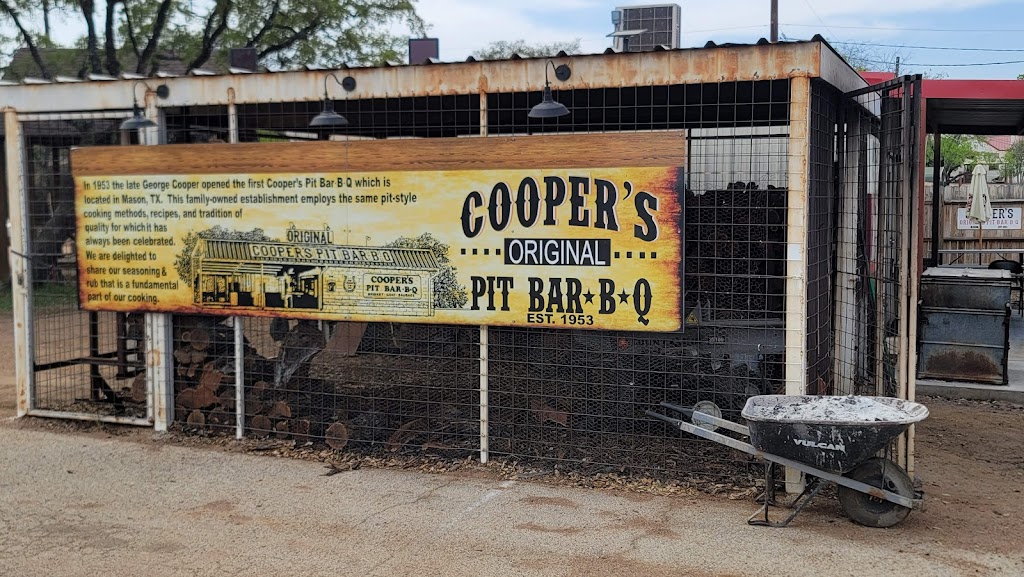 In 1953 the late George Cooper opened the first Cooper's Pit Bar-B-Q which is
located in Mason, TX. This family-owned establishment employs the same pit-style
cooking methods, recipes, and tradition of
quality for which it has
always been celebrated.
We are delighted to
share our seasoning &
rub that is a fundamental
part of our cooking.
ORIGINAL
COOPER'S PIT BAR.B.Q
COOPER'S
PIT BAR-B-Q
COOPER'S
ORIGINAL
PIT BAR★B★Q
EST. 1953
VULCAN
ORIGINAL PIT BAR-B-Q